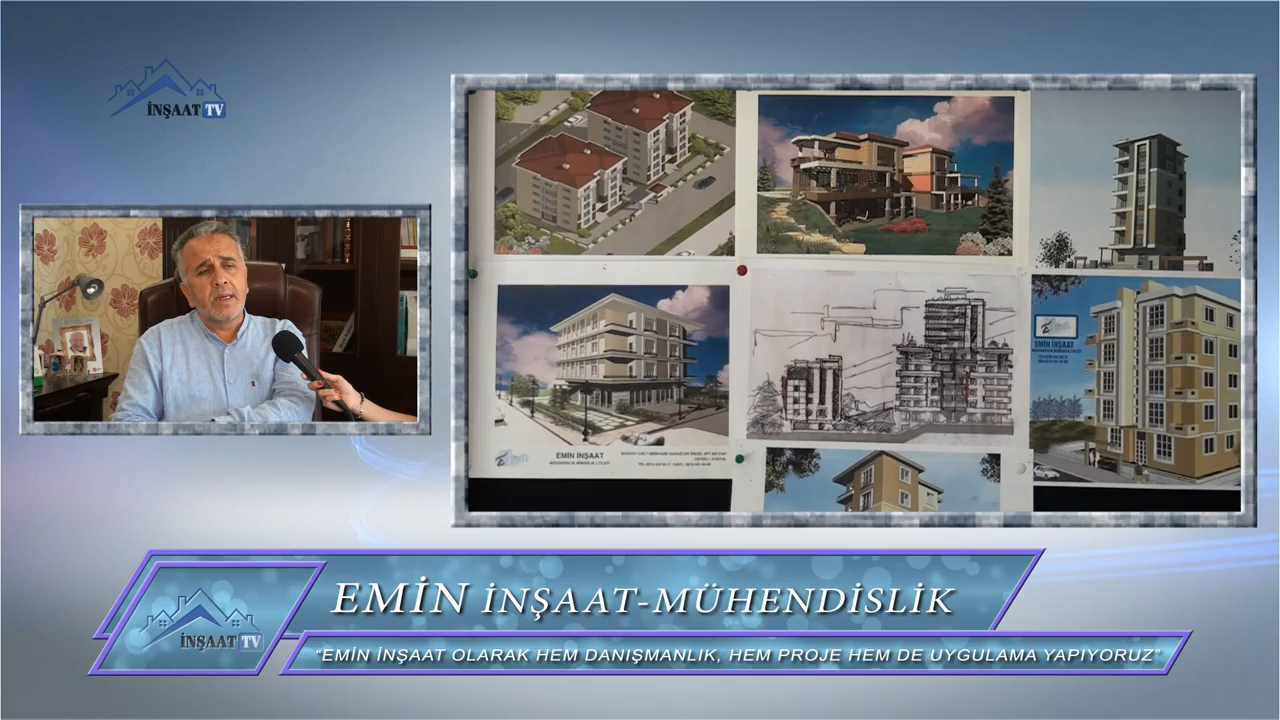 İNŞAAT TV
EMİN İNŞAAT
EMİN İNŞAAT
EMİN İNŞAAT-MÜHENDİSLİK
İNŞAAT TV
“EMİN İNŞAAT OLARAK HEM DANIŞMANLIK, HEM PROJE HEM DE UYGULAMA YAPIYORUZ”